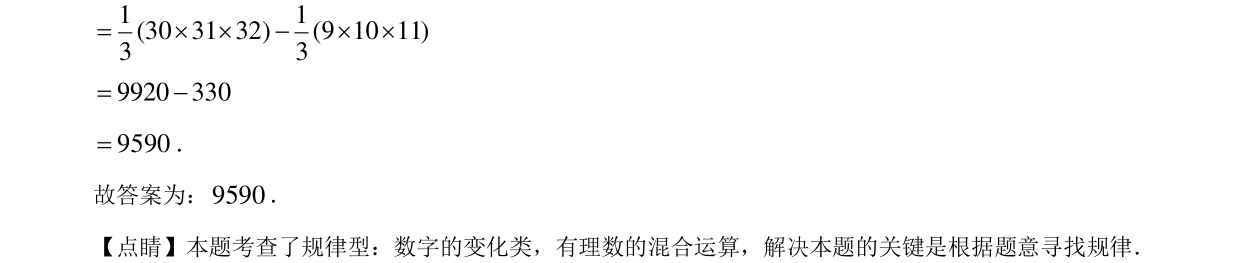 =1/3(30×31×32)−1/3(9×10×11)
=9920−330
=9590．
故答案为：9590．
【点睛】本题考查了规律型：数字的变化类，有理数的混合运算，解决本题的关键是根据题意寻找规律．